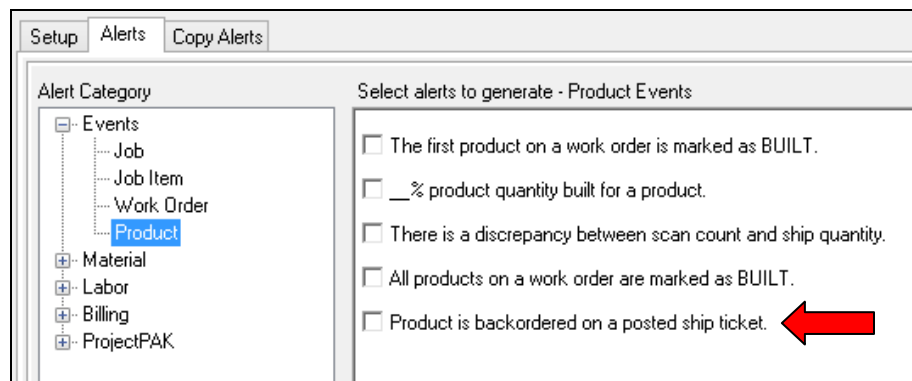 Setup Alerts Copy Alerts
Alert Category
Events
Job
Job Item
Work Order
Product
Material
Labor
Billing
ProjectPAK
Select alerts to generate - Product Events
The first product on a work order is marked as BUILT.
__% product quantity built for a product.
There is a discrepancy between scan count and ship quantity.
All products on a work order are marked as BUILT.
Product is backordered on a posted ship ticket.